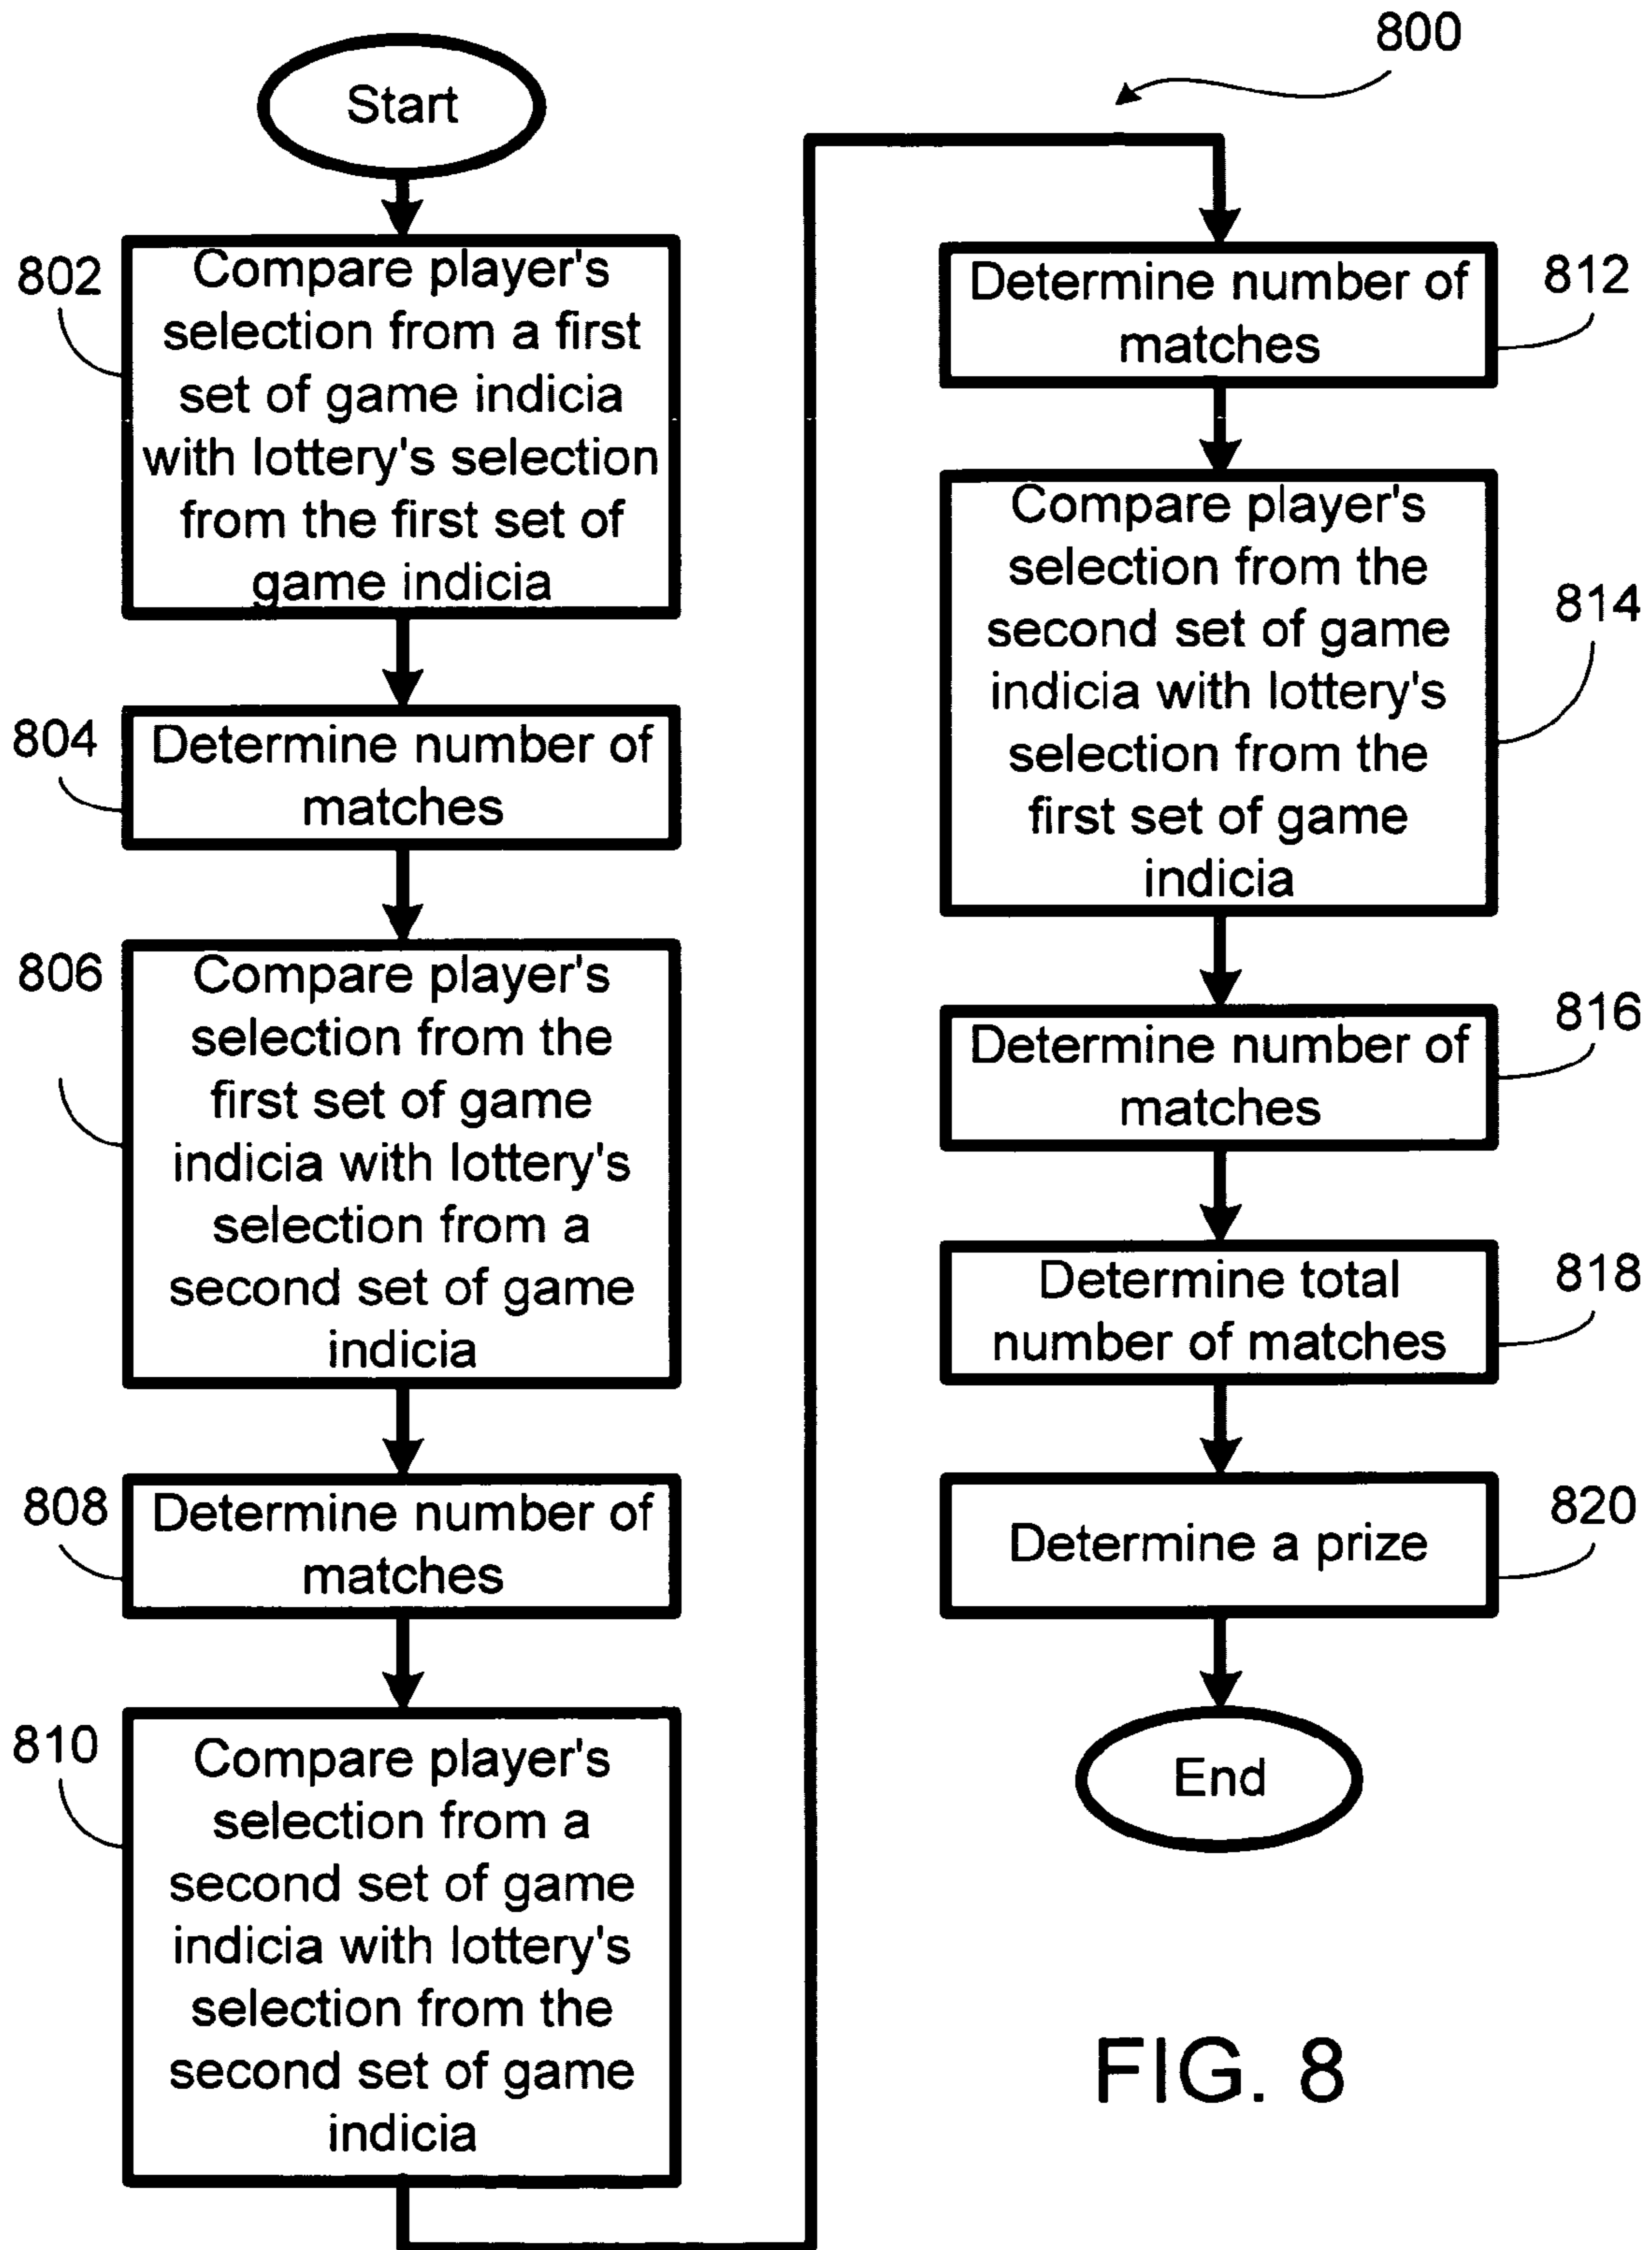 800
Start
802
Compare player's
selection from a first
set of game indicia
with lottery's selection
from the first set of
game indicia
804
Determine number of
matches
806
Compare player's
selection from the
first set of game
indicia with lottery's
selection from a
second set of game
indicia
808
Determine number of
matches
810
Compare player's
selection from a
second set of game
indicia with lottery's
selection from the
second set of game
indicia
812
Determine number of
matches
814
Compare player's
selection from the
second set of game
indicia with lottery's
selection from the
first set of game
indicia
816
Determine number of
matches
818
Determine total
number of matches
820
Determine a prize
End
FIG. 8